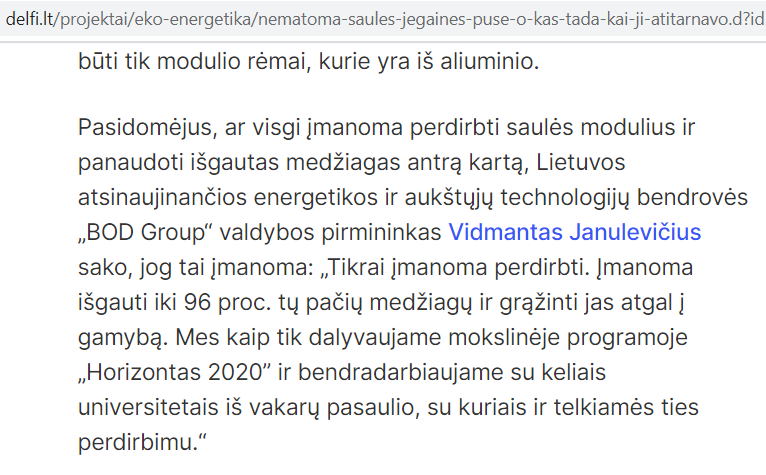 delfi.lt/projektai/eko-energetika/nematoma-saules-jegaines-puse-o-kas-tada-kai-ji-atitarnavo.d?id
būti tik modulio rėmai, kurie yra iš aliuminio.
Pasidomėjus, ar visgi įmanoma perdirbti saulės modulius ir
panaudoti išgautas medžiagas antrą kartą, Lietuvos
atsinaujinančios energetikos ir aukštųjų technologijų bendrovės
„BOD Group“ valdybos pirmininkas Vidmantas Janulevičius
sako, jog tai įmanoma: „Tikrai įmanoma perdirbti. Įmanoma
išgauti iki 96 proc. tų pačių medžiagų ir grąžinti jas atgal į
gamybą. Mes kaip tik dalyvaujame mokslinėje programoje
„Horizontas 2020” ir bendradarbiaujame su keliais
universitetais iš vakarų pasaulio, su kuriais ir telkiamės ties
perdirbimu.“